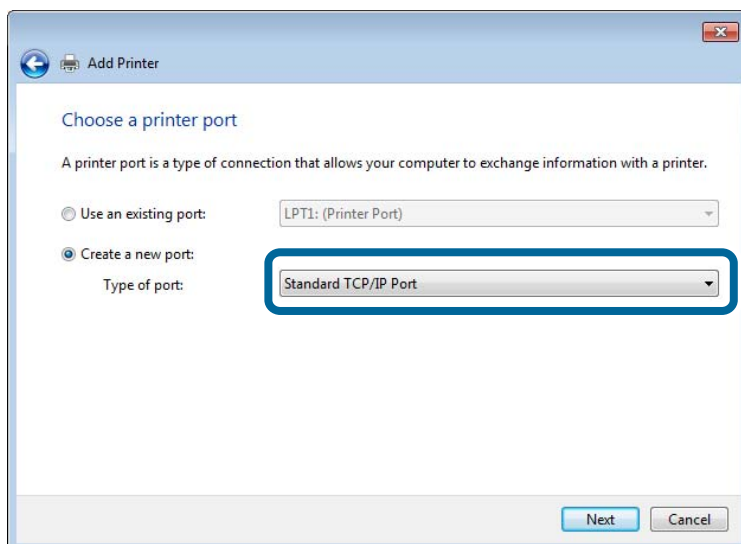 Add Printer
Choose a printer port
A printer port is a type of connection that allows your computer to exchange information with a printer.
Use an existing port: LPT1: (Printer Port)
Create a new port:
Type of port: Standard TCP/IP Port
Next Cancel